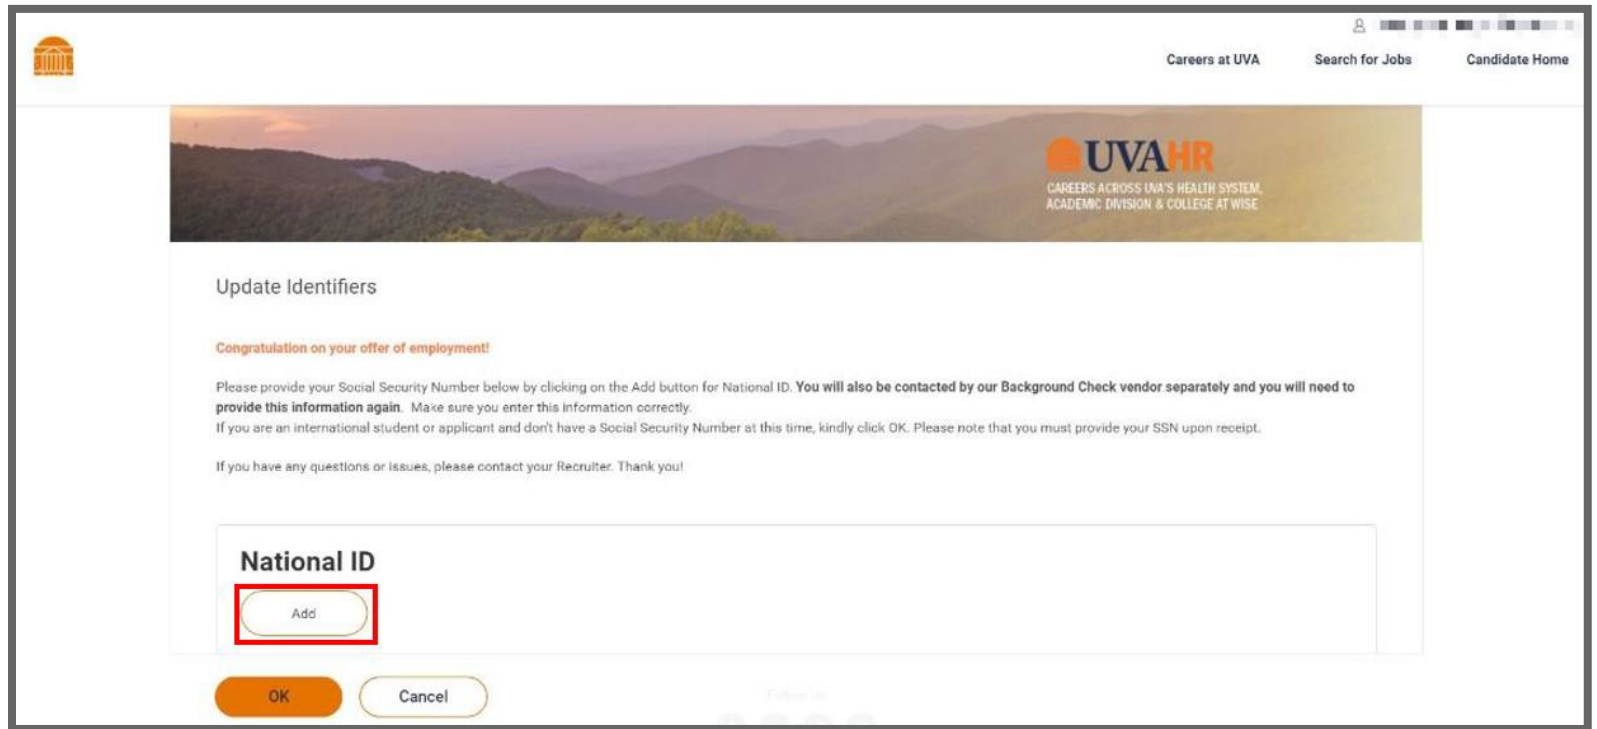 Careers at UVA Search for Jobs Candidate Home
UVAHR
CAREERS ACROSS UVA'S HEALTH SYSTEM,
ACADEMIC DIVISION & COLLEGE AT WISE
Update Identifiers
Congratulation on your offer of employment!
Please provide your Social Security Number below by clicking on the Add button for National ID. You will also be contacted by our Background Check vendor separately and you will need to
provide this information again. Make sure you enter this information correctly.
If you are an international student or applicant and don't have a Social Security Number at this time, kindly click OK. Please note that you must provide your SSN upon receipt.
If you have any questions or issues, please contact your Recruiter. Thank you!
National ID
Add
OK Cancel
Follow Us